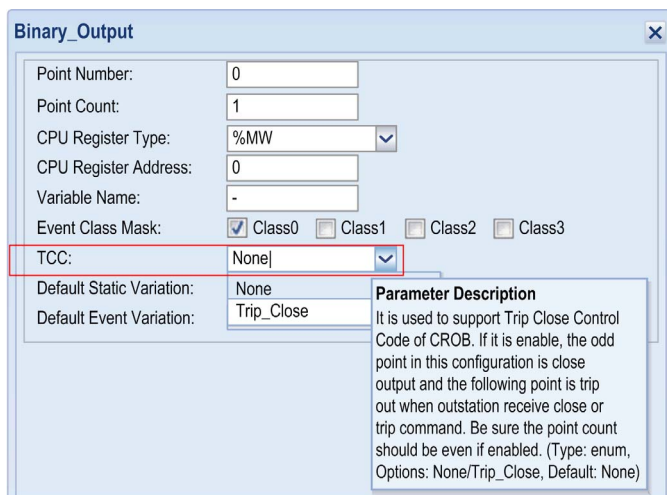 Binary_Output
Point Number: 0
Point Count: 1
CPU Register Type: %MW
CPU Register Address: 0
Variable Name: -
Event Class Mask: Class0 Class1 Class2 Class3
TCC: None
Default Static Variation: None
Default Event Variation: Trip_Close
Parameter Description
It is used to support Trip Close Control
Code of CROB. If it is enable, the odd
point in this configuration is close
output and the following point is trip
out when outstation receive close or
trip command. Be sure the point count
should be even if enabled. (Type: enum,
Options: None/Trip_Close, Default: None)